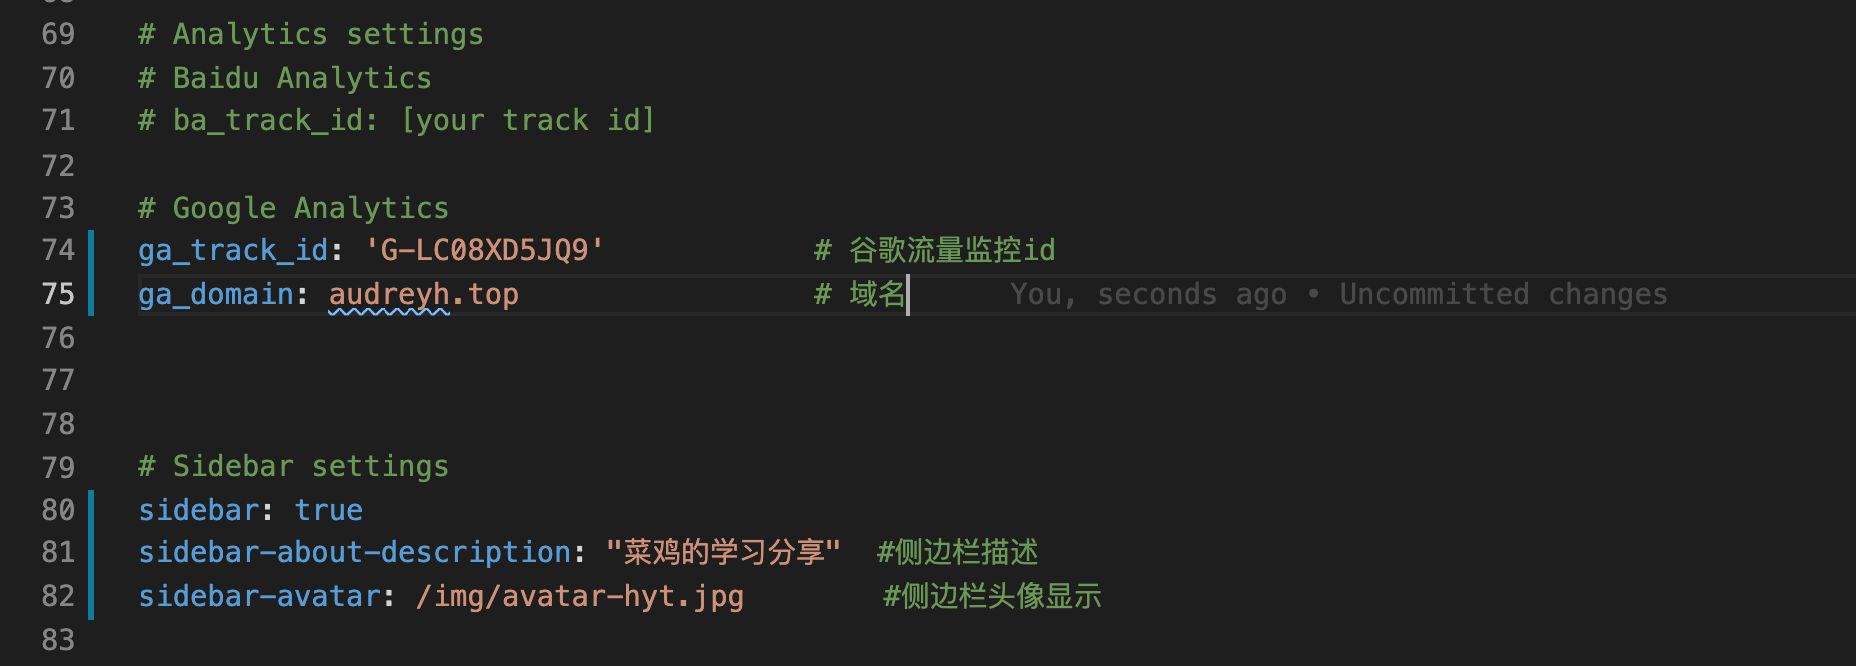 69 # Analytics settings
70 # Baidu Analytics
71 # ba_track_id: [your track id]
72
73 # Google Analytics
74 ga_track_id: 'G-LC08XD5JQ9' # 谷歌流量监控id
75 ga_domain: audreyh.top # 域名 You, seconds ago • Uncommitted changes
76
77
78
79 # Sidebar settings
80 sidebar: true
81 sidebar-about-description: "菜鸡的学习分享" #侧边栏描述
82 sidebar-avatar: /img/avatar-hyt.jpg #侧边栏头像显示
83